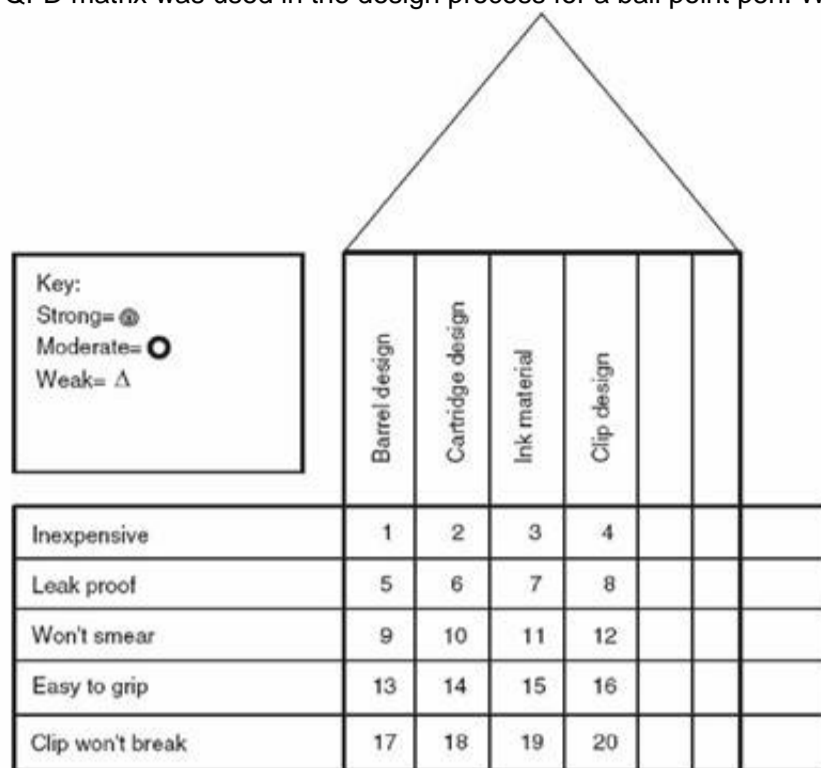 matrix was used in the design process for a ball point pen.
Key:
Strong=
Moderate=
Weak= Δ
Barrel design
Cartridge design
Ink material
Clip design
Inexpensive 1 2 3 4
Leak proof 5 6 7 8
Won't smear 9 10 11 12
Easy to grip 13 14 15 16
Clip won't break 17 18 19 20